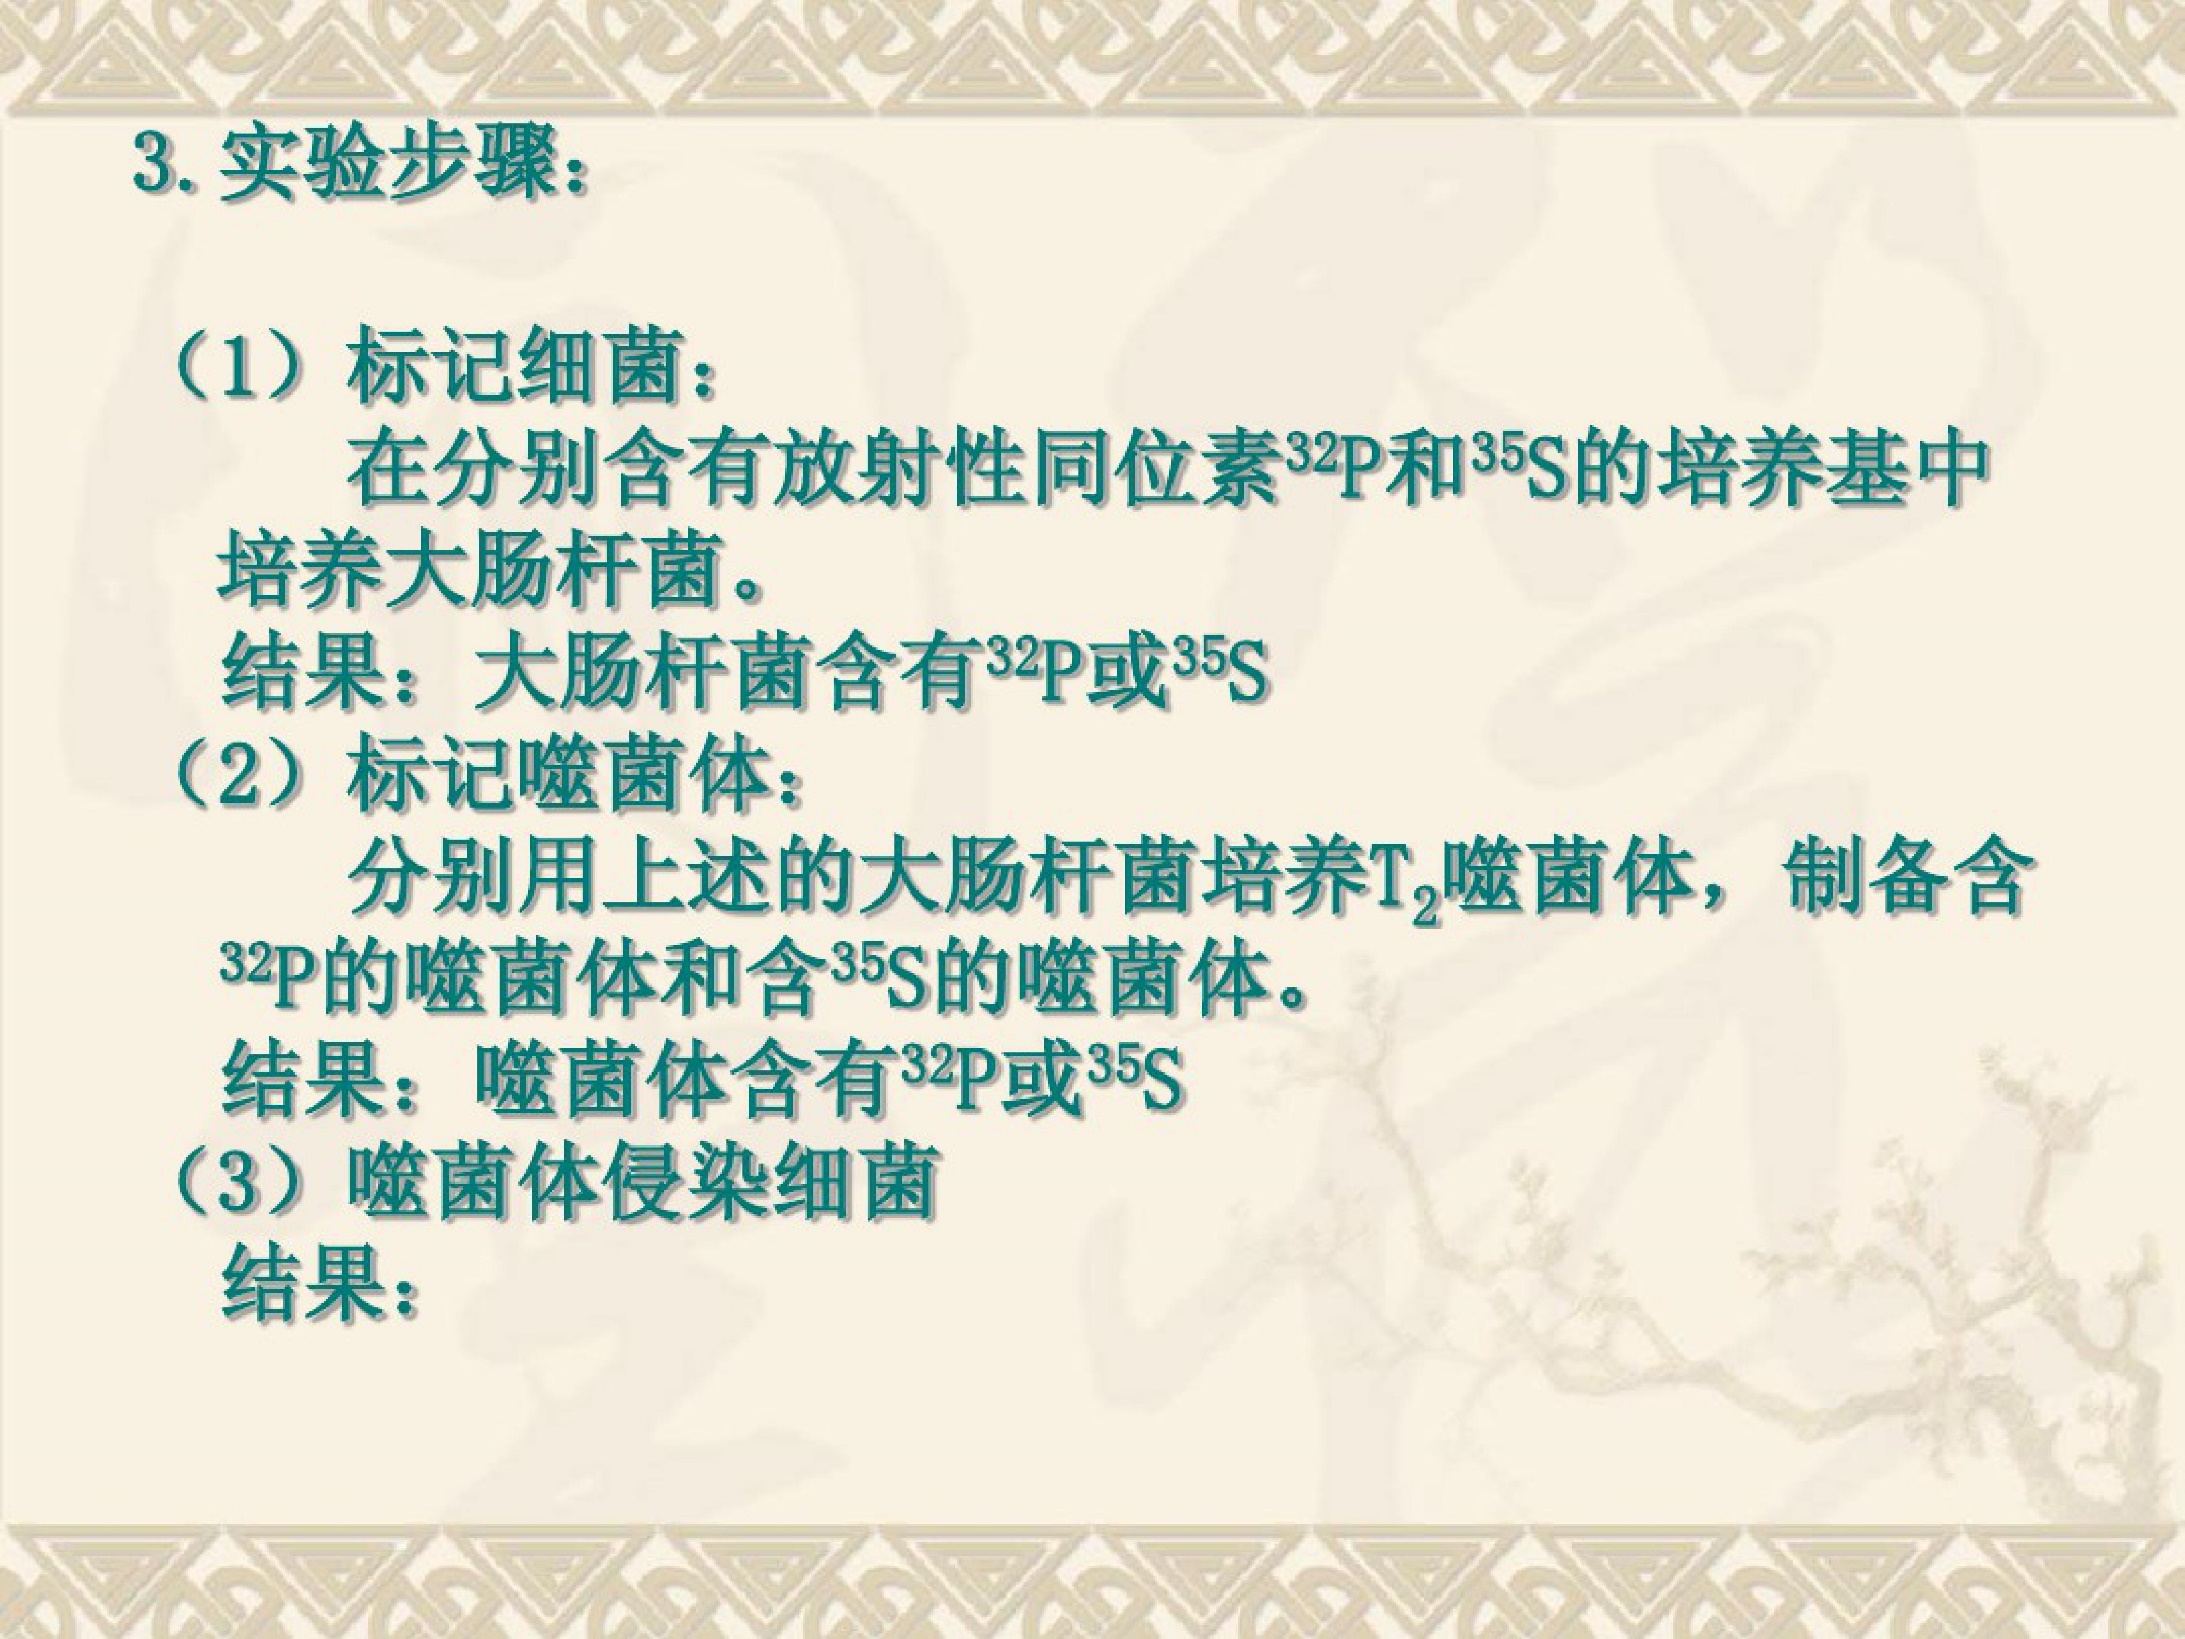 3.实验步骤：
（1）标记细菌：
在分别含有放射性同位素³²P和³⁵S的培养基中
培养大肠杆菌。
结果：大肠杆菌含有³²P或³⁵S
（2）标记噬菌体：
分别用上述的大肠杆菌培养T₂噬菌体，制备含
³²P的噬菌体和含³⁵S的噬菌体。
结果：噬菌体含有³²P或³⁵S
（3）噬菌体侵染细菌
结果：